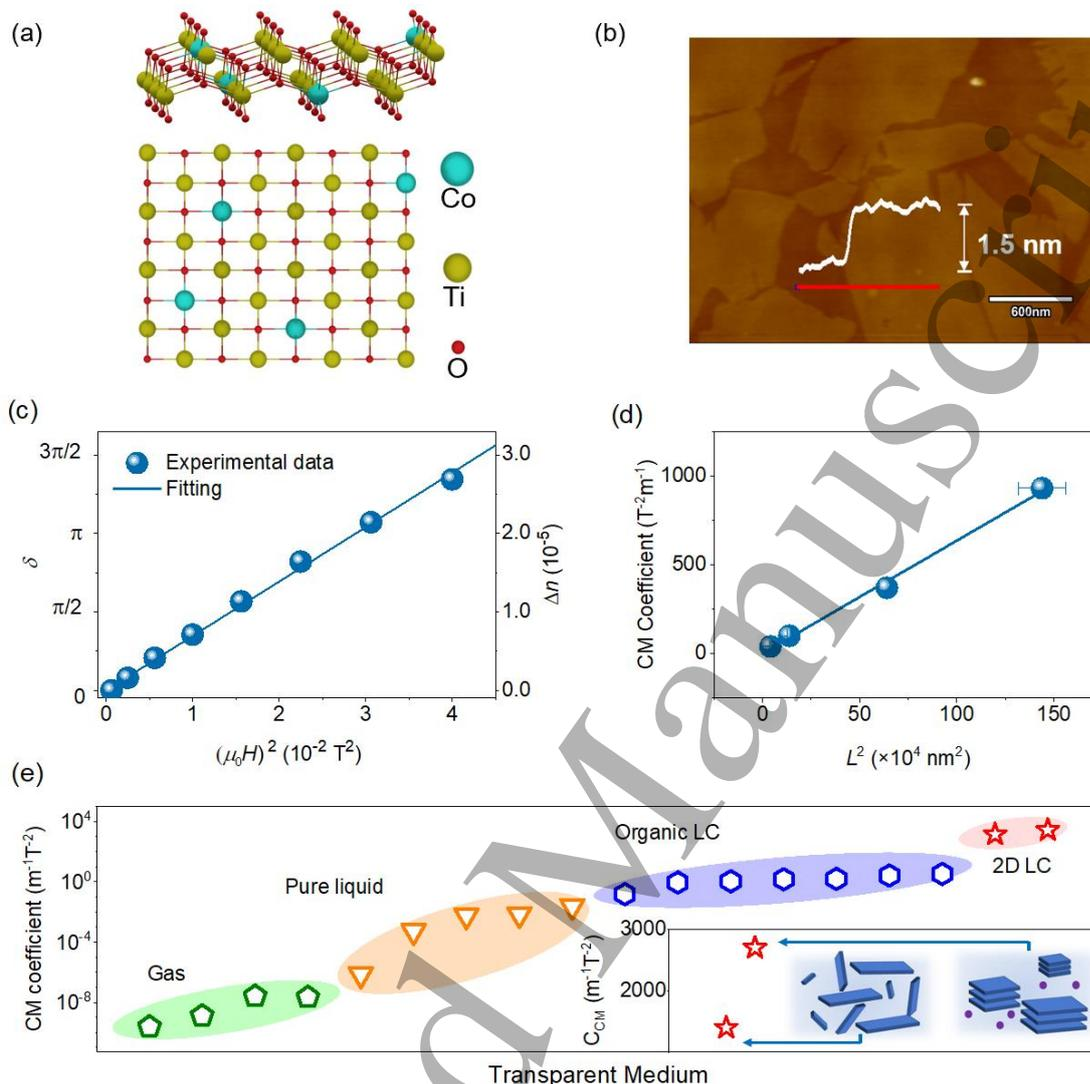 (a)
Co
Ti
O
(b)
1.5 nm
600nm
(c)
3π/2
π
π/2
0
δ
Experimental data
Fitting
3.0
2.0
1.0
0.0
Δn (10⁻⁵)
0 1 2 3 4
(μ₀H)² (10⁻² T²)
(d)
1000
500
0
CM Coefficient (T⁻²m⁻¹)
0 50 100 150
L² (×10⁴ nm²)
(e)
10⁴
10⁰
10⁻⁴
10⁻⁸
CM coefficient (m⁻¹T⁻²)
Gas
Pure liquid
Organic LC
2D LC
3000
2000
C_CM (m⁻¹T⁻²)
Transparent Medium
d Manuscri